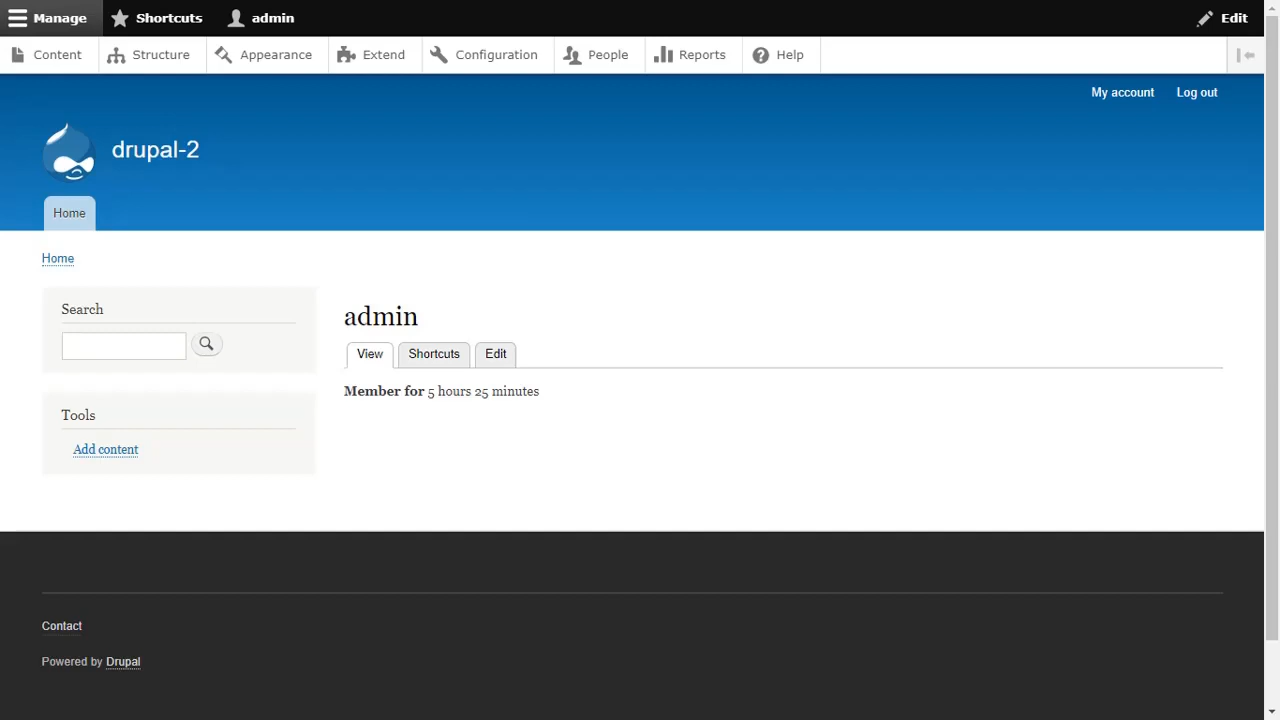 Manage Shortcuts admin Edit
Content Structure Appearance Extend Configuration People Reports Help
My account Log out
drupal-2
Home
Home
Search
admin
View Shortcuts Edit
Member for 5 hours 25 minutes
Tools
Add content
Contact
Powered by Drupal